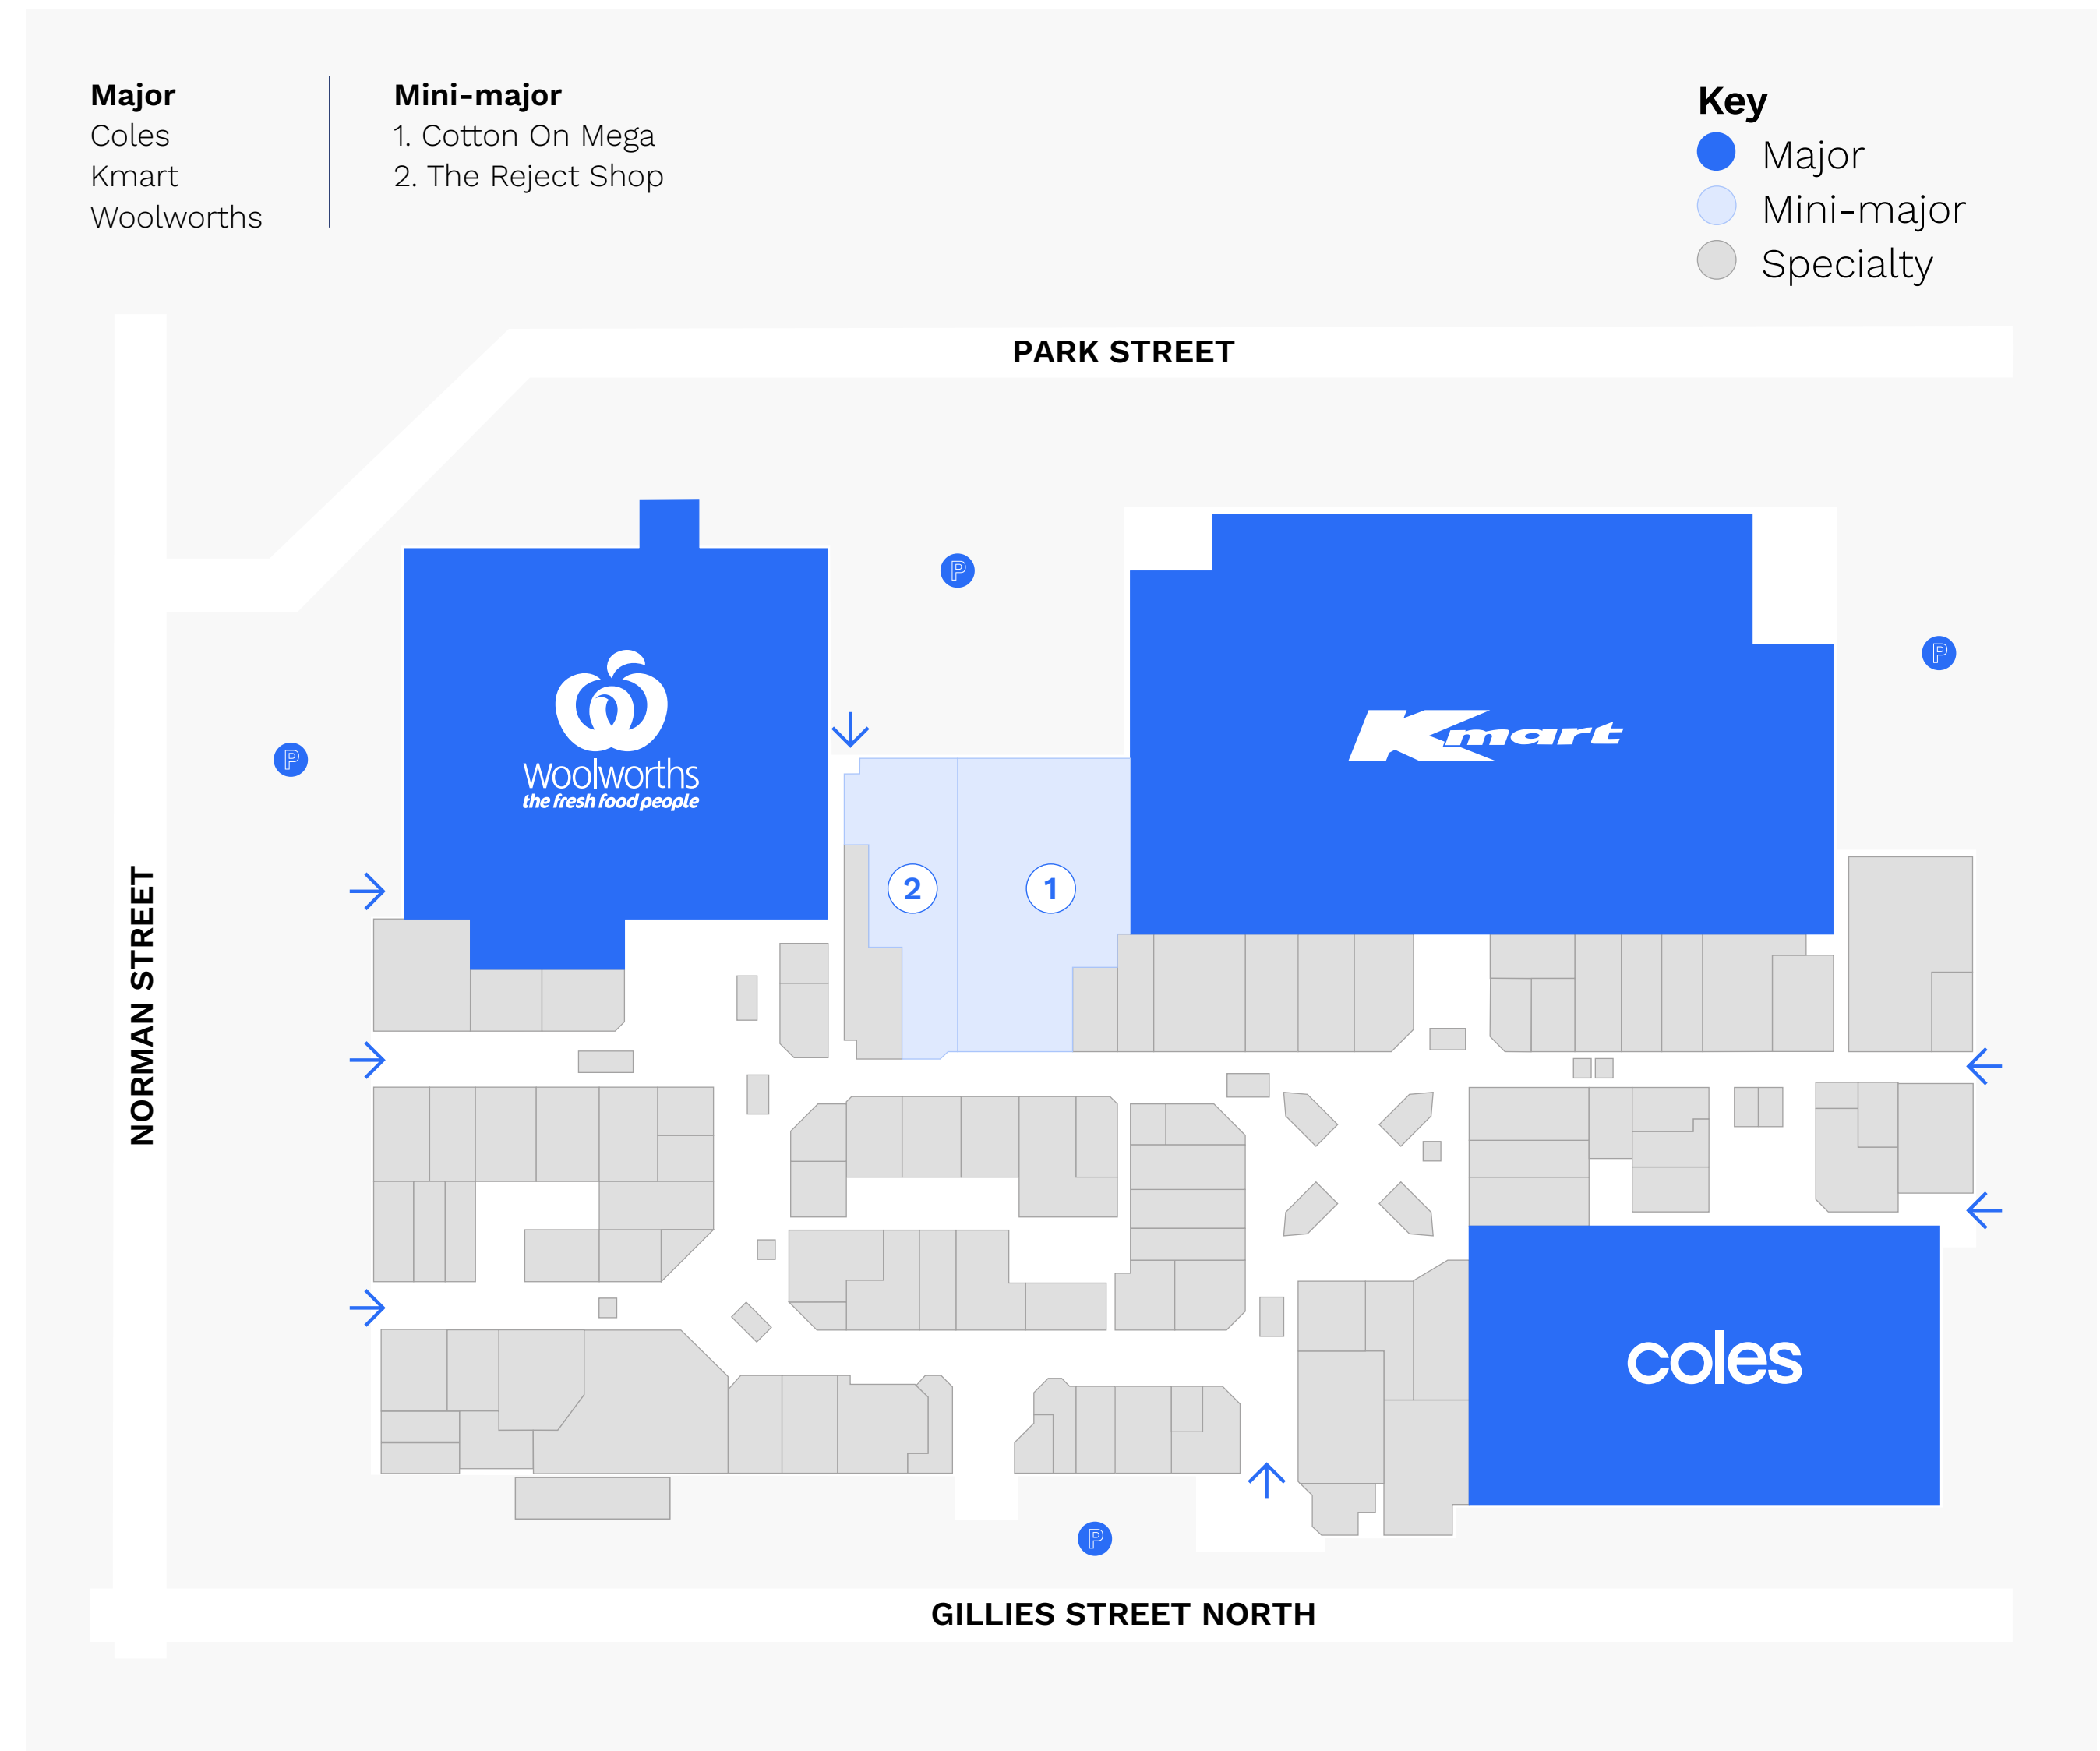 Major
Coles
Kmart
Woolworths
Mini-major
1. Cotton On Mega
2. The Reject Shop
Key
Major
Mini-major
Specialty
PARK STREET
P
P
P
Woolworths
the fresh food people
Kmart
2
1
NORMAN STREET
coles
P
GILLIES STREET NORTH